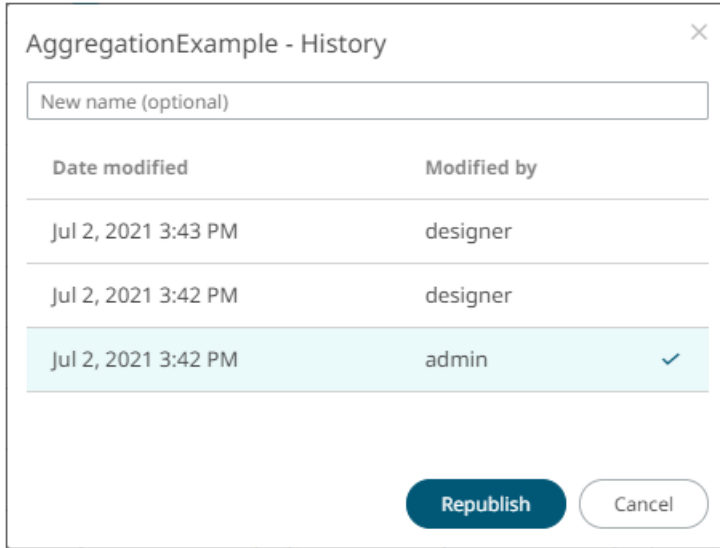 AggregationExample - History
New name (optional)
Date modified Modified by
Jul 2, 2021 3:43 PM designer
Jul 2, 2021 3:42 PM designer
Jul 2, 2021 3:42 PM admin
Republish Cancel